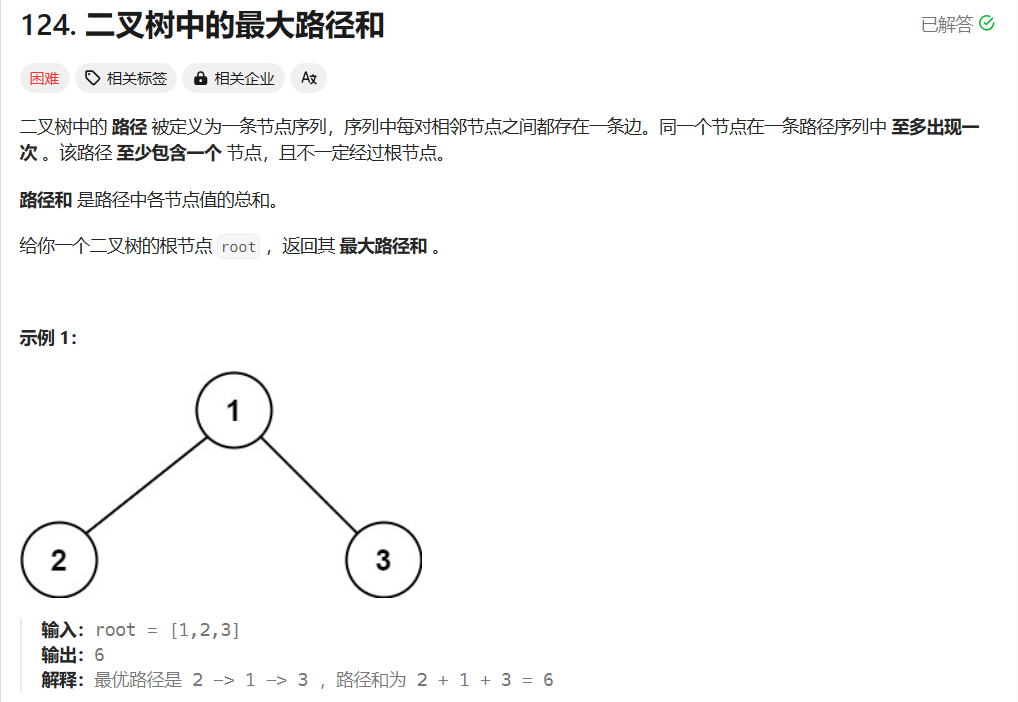 124. 二叉树中的最大路径和
已解答
困难 相关标签 相关企业 Ax
二叉树中的 路径 被定义为一条节点序列，序列中每对相邻节点之间都存在一条边。同一个节点在一条路径序列中 至多出现一
次 。该路径 至少包含一个 节点，且不一定经过根节点。
路径和 是路径中各节点值的总和。
给你一个二叉树的根节点 root ，返回其 最大路径和 。
示例 1：
1
2
3
输入：root = [1,2,3]
输出：6
解释：最优路径是 2 -> 1 -> 3 ，路径和为 2 + 1 + 3 = 6